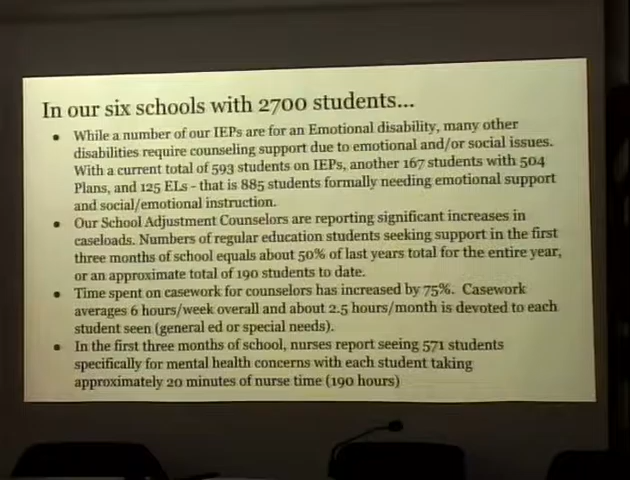 In our six schools with 2700 students...
• While a number of our IEPs are for an Emotional disability, many other
disabilities require counseling support due to emotional and/or social issues.
With a current total of 593 students on IEPs, another 167 students with 504
Plans, and 125 ELs - that is 885 students formally needing emotional support
and social/emotional instruction.
• Our School Adjustment Counselors are reporting significant increases in
caseloads. Numbers of regular education students seeking support in the first
three months of school equals about 50% of last years total for the entire year,
or an approximate total of 190 students to date.
• Time spent on casework for counselors has increased by 75%. Casework
averages 6 hours/week overall and about 2.5 hours/month is devoted to each
student seen (general ed or special needs).
• In the first three months of school, nurses report seeing 571 students
specifically for mental health concerns with each student taking
approximately 20 minutes of nurse time (190 hours)